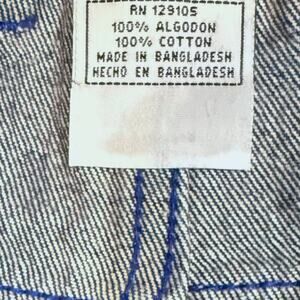 RN 129105
100% ALGODON
100% COTTON
MADE IN BANGLADESH
HECHO EN BANGLADESH